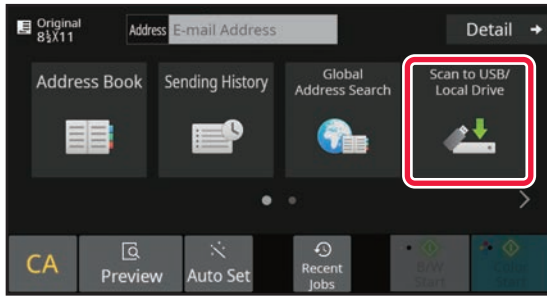 Original
8½X11
Address E-mail Address
Detail
Address Book
Sending History
Global
Address Search
Scan to USB/
Local Drive
CA
Preview
Auto Set
Recent
Jobs
B/W
Start
Color
Start